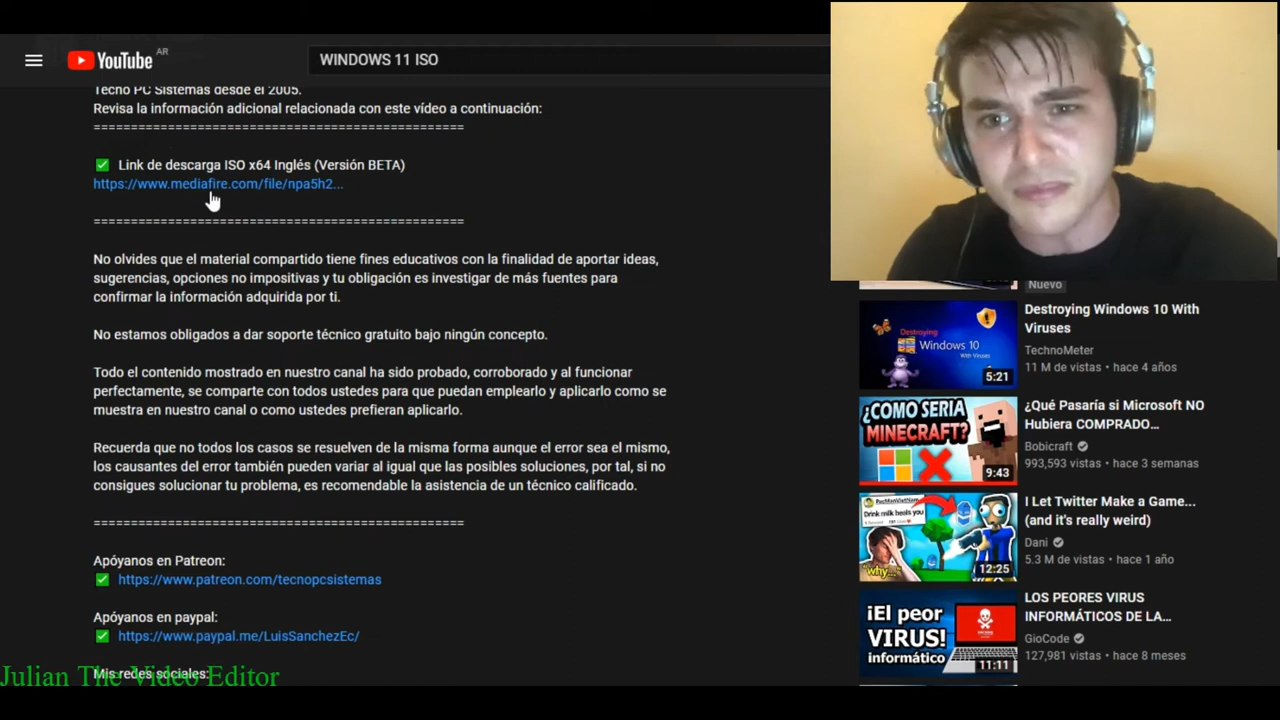 YouTube AR
WINDOWS 11 ISO
Tecno PC Sistemas desde el 2005.
Revisa la información adicional relacionada con este vídeo a continuación:
==================================================
Link de descarga ISO x64 Inglés (Versión BETA)
https://www.mediafire.com/file/npa5h2...
==================================================
No olvides que el material compartido tiene fines educativos con la finalidad de aportar ideas,
sugerencias, opciones no impositivas y tu obligación es investigar de más fuentes para
confirmar la información adquirida por ti.
No estamos obligados a dar soporte técnico gratuito bajo ningún concepto.
Todo el contenido mostrado en nuestro canal ha sido probado, corroborado y al funcionar
perfectamente, se comparte con todos ustedes para que puedan emplearlo y aplicarlo como se
muestra en nuestro canal o como ustedes prefieran aplicarlo.
Recuerda que no todos los casos se resuelven de la misma forma aunque el error sea el mismo,
los causantes del error también pueden variar al igual que las posibles soluciones, por tal, si no
consigues solucionar tu problema, es recomendable la asistencia de un técnico calificado.
==================================================
Apóyanos en Patreon:
https://www.patreon.com/tecnopcsistemas
Apóyanos en paypal:
https://www.paypal.me/LuisSanchezEc/
Mis redes sociales:
Julian The Video Editor
Nuevo
Destroying
Windows 10
With Viruses
5:21
Destroying Windows 10 With
Viruses
TechnoMeter
11 M de vistas • hace 4 años
¿COMO SERIA
MINECRAFT?
9:43
¿Qué Pasaría si Microsoft NO
Hubiera COMPRADO...
Bobicraft
993,593 vistas • hace 3 semanas
Drink milk heals you
"why..."
12:25
I Let Twitter Make a Game...
(and it's really weird)
Dani
5.3 M de vistas • hace 1 año
¡El peor
VIRUS!
informático
11:11
LOS PEORES VIRUS
INFORMÁTICOS DE LA...
GioCode
127,981 vistas • hace 8 meses